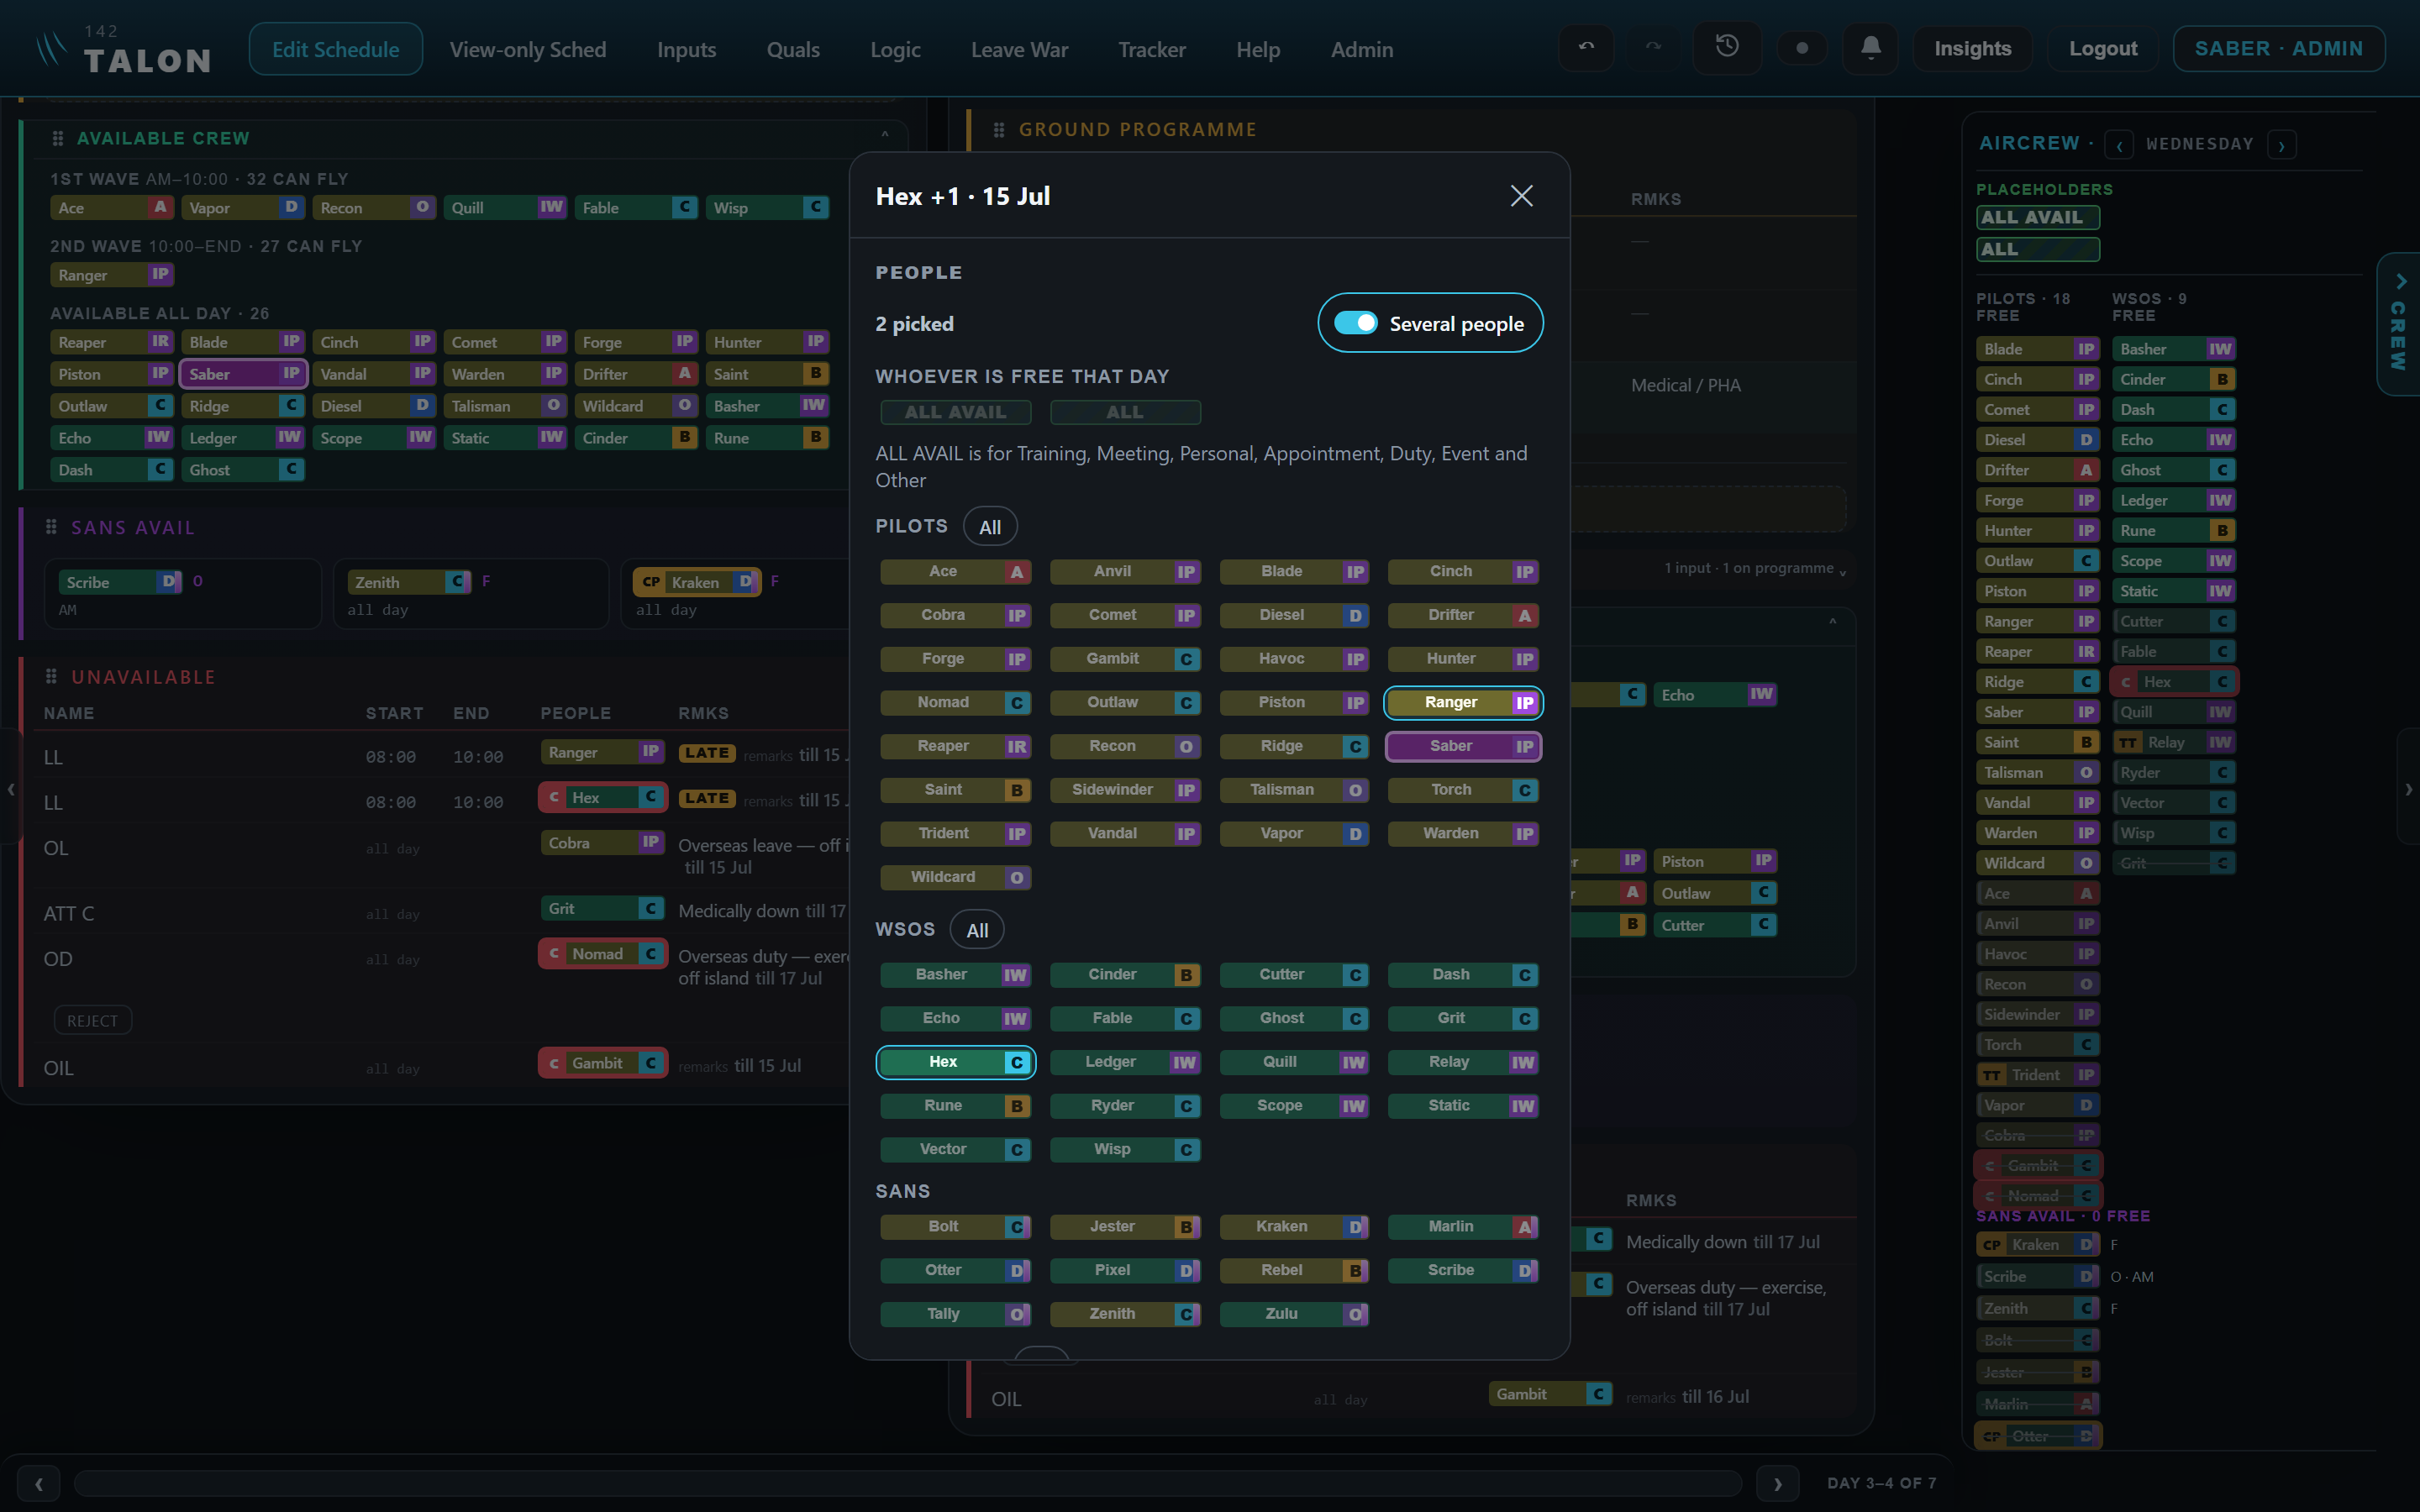 142
TALON
Edit Schedule
View-only Sched
Inputs
Quals
Logic
Leave War
Tracker
Help
Admin
Insights
Logout
SABER · ADMIN
AVAILABLE CREW
1ST WAVE AM–10:00 · 32 CAN FLY
Ace A Vapor D Recon O Quill IW Fable C Wisp C
2ND WAVE 10:00–END · 27 CAN FLY
Ranger IP
AVAILABLE ALL DAY · 26
Reaper IR Blade IP Cinch IP Comet IP Forge IP Hunter IP
Piston IP Saber IP Vandal IP Warden IP Drifter A Saint B
Outlaw C Ridge C Diesel D Talisman O Wildcard O Basher IW
Echo IW Ledger IW Scope IW Static IW Cinder B Rune B
Dash C Ghost C
SANS AVAIL
Scribe D O
AM
Zenith C F
all day
CP Kraken D F
all day
UNAVAILABLE
NAME START END PEOPLE RMKS
LL 08:00 10:00 Ranger IP LATE remarks till 15 J
LL 08:00 10:00 C Hex C LATE remarks till 15 J
OL all day Cobra IP Overseas leave — off i
till 15 Jul
ATT C all day Grit C Medically down till 17
OD all day C Nomad C Overseas duty — exer
off island till 17 Jul
REJECT
OIL all day C Gambit C remarks till 15 Jul
Hex +1 · 15 Jul
PEOPLE
2 picked
Several people
WHOEVER IS FREE THAT DAY
ALL AVAIL ALL
ALL AVAIL is for Training, Meeting, Personal, Appointment, Duty, Event and
Other
PILOTS All
Ace A Anvil IP Blade IP Cinch IP
Cobra IP Comet IP Diesel D Drifter A
Forge IP Gambit C Havoc IP Hunter IP
Nomad C Outlaw C Piston IP Ranger IP
Reaper IR Recon O Ridge C Saber IP
Saint B Sidewinder IP Talisman O Torch C
Trident IP Vandal IP Vapor D Warden IP
Wildcard O
WSOS All
Basher IW Cinder B Cutter C Dash C
Echo IW Fable C Ghost C Grit C
Hex C Ledger IW Quill IW Relay IW
Rune B Ryder C Scope IW Static IW
Vector C Wisp C
SANS
Bolt C Jester B Kraken D Marlin A
Otter D Pixel D Rebel B Scribe D
Tally O Zenith C Zulu O
GROUND PROGRAMME
RMKS
—
—
Medical / PHA
1 input · 1 on programme
C Echo IW
r IP Piston IP
r A Outlaw C
B Cutter C
RMKS
C Medically down till 17 Jul
C Overseas duty — exercise,
off island till 17 Jul
OIL all day Gambit C remarks till 16 Jul
AIRCREW · WEDNESDAY
PLACEHOLDERS
ALL AVAIL
ALL
PILOTS · 18
FREE
WSOS · 9
FREE
Blade IP Basher IW
Cinch IP Cinder B
Comet IP Dash C
Diesel D Echo IW
Drifter A Ghost C
Forge IP Ledger IW
Hunter IP Rune B
Outlaw C Scope IW
Piston IP Static IW
Ranger IP Cutter C
Reaper IR Fable C
Ridge C C Hex C
Saber IP Quill IW
Saint B TT Relay IW
Talisman O Ryder C
Vandal IP Vector C
Warden IP Wisp C
Wildcard O Grit C
Ace A
Anvil IP
Havoc IP
Recon O
Sidewinder IP
Torch C
TT Trident IP
Vapor D
Cobra IP
C Gambit C
C Nomad C
SANS AVAIL · 0 FREE
CP Kraken D F
Scribe D O · AM
Zenith C F
Bolt C
Jester B
Marlin A
CP Otter D
CREW
DAY 3–4 OF 7